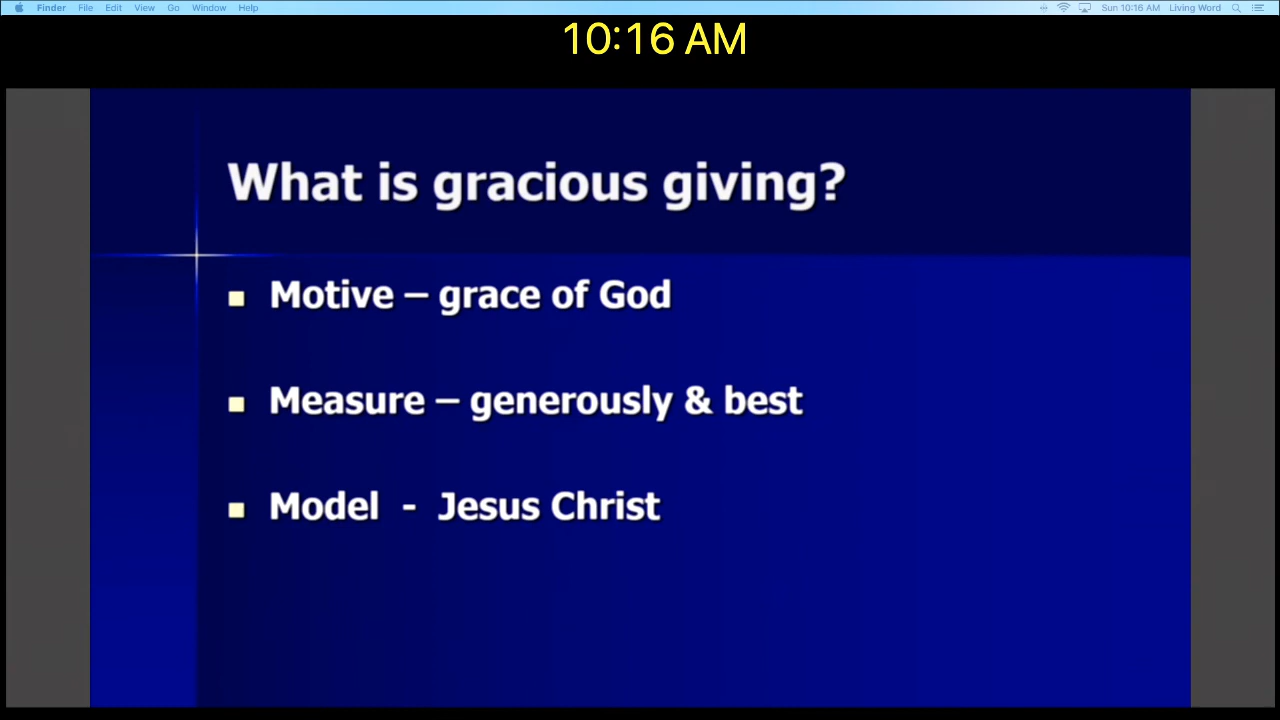 Finder File Edit View Go Window Help Sun 10:16 AM Living Word
10:16 AM
What is gracious giving?
Motive – grace of God
Measure – generously & best
Model - Jesus Christ